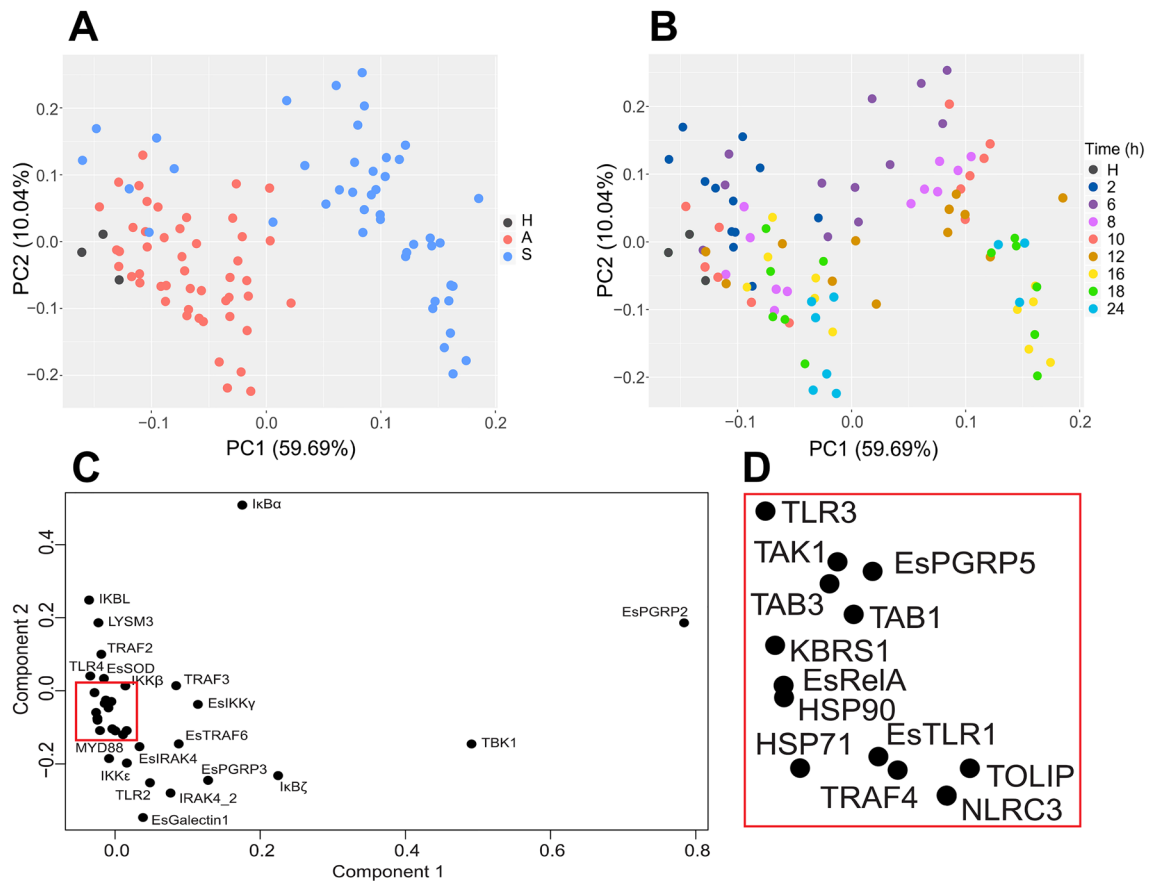 A
PC2 (10.04%)
0.2
0.1
0.0
−0.1
−0.2
−0.1
0.0
0.1
0.2
PC1 (59.69%)
H
A
S
B
PC2 (10.04%)
0.2
0.1
0.0
−0.1
−0.2
−0.1
0.0
0.1
0.2
PC1 (59.69%)
Time (h)
H
2
6
8
10
12
16
18
24
C
Component 2
0.4
0.2
0.0
−0.2
IκBα
IKBL
LYSM3
EsPGRP2
TRAF2
TLR4
EsSOD
IKKβ
TRAF3
EsIKKγ
EsTRAF6
TBK1
MYD88
EsIRAK4
IKKε
EsPGRP3
IκBζ
TLR2
IRAK4_2
EsGalectin1
0.0
0.2
0.4
0.6
0.8
Component 1
D
TLR3
TAK1
EsPGRP5
TAB3
TAB1
KBRS1
EsRelA
HSP90
HSP71
EsTLR1
TOLIP
TRAF4
NLRC3